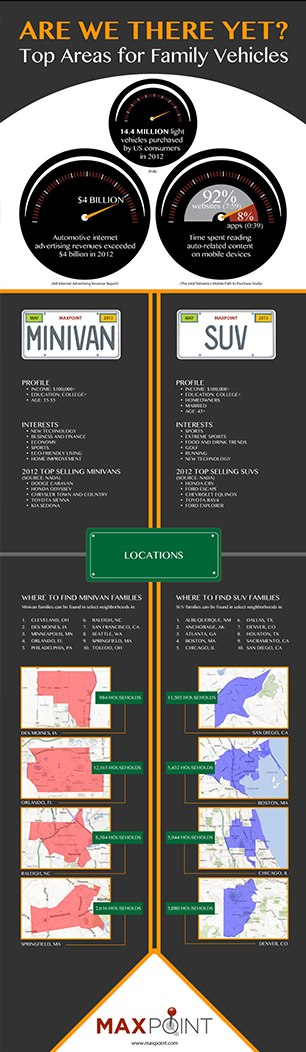 ARE WE THERE YET?
Top Areas for Family Vehicles
14.4 MILLION light
vehicles purchased
by US consumers
in 2012
(Polk)
$4 BILLION
Automotive internet
advertising revenues exceeded
$4 billion in 2012
(IAB Internet Advertising Revenue Report)
92%
websites (7:59)
8%
apps (0:39)
Time spent reading
auto-related content
on mobile devices
(The xAd/Telmetrics Mobile Path to Purchase Study)
MAY MAXPOINT 2013
MINIVAN
PROFILE
• INCOME: $100,000+
• EDUCATION: COLLEGE+
• AGE: 35-55
INTERESTS
• NEW TECHNOLOGY
• BUSINESS AND FINANCE
• ECONOMY
• SPORTS
• ECO-FRIENDLY LIVING
• HOME IMPROVEMENT
2012 TOP SELLING MINIVANS
(SOURCE: NADA)
• DODGE CARAVAN
• HONDA ODYSSEY
• CHRYSLER TOWN AND COUNTRY
• TOYOTA SIENNA
• KIA SEDONA
MAY MAXPOINT 2013
SUV
PROFILE
• INCOME: $100,000+
• EDUCATION: COLLEGE+
• HOMEOWNERS
• MARRIED
• AGE: 45+
INTERESTS
• SPORTS
• EXTREME SPORTS
• FOOD AND DRINK TRENDS
• GOLF
• RUNNING
• NEW TECHNOLOGY
2012 TOP SELLING SUVS
(SOURCE: NADA)
• HONDA CRV
• FORD ESCAPE
• CHEVROLET EQUINOX
• TOYOTA RAV4
• FORD EXPLORER
LOCATIONS
WHERE TO FIND MINIVAN FAMILIES
Minivan families can be found in select neighborhoods in:
1. CLEVELAND, OH
2. DES MOINES, IA
3. MINNEAPOLIS, MN
4. ORLANDO, FL
5. PHILADELPHIA, PA
6. RALEIGH, NC
7. SAN FRANCISCO, CA
8. SEATTLE, WA
9. SPRINGFIELD, MA
10. TOLEDO, OH
WHERE TO FIND SUV FAMILIES
SUV families can be found in select neighborhoods in:
1. ALBUQUERQUE, NM
2. ANCHORAGE, AK
3. ATLANTA, GA
4. BOSTON, MA
5. CHICAGO, IL
6. DALLAS, TX
7. DENVER, CO
8. HOUSTON, TX
9. SACRAMENTO, CA
10. SAN DIEGO, CA
984 HOUSEHOLDS
DES MOINES, IA
11,505 HOUSEHOLDS
SAN DIEGO, CA
12,165 HOUSEHOLDS
ORLANDO, FL
5,432 HOUSEHOLDS
BOSTON, MA
8,304 HOUSEHOLDS
RALEIGH, NC
5,944 HOUSEHOLDS
CHICAGO, IL
2,616 HOUSEHOLDS
SPRINGFIELD, MA
5,080 HOUSEHOLDS
DENVER, CO
MAXPOINT
www.maxpoint.com